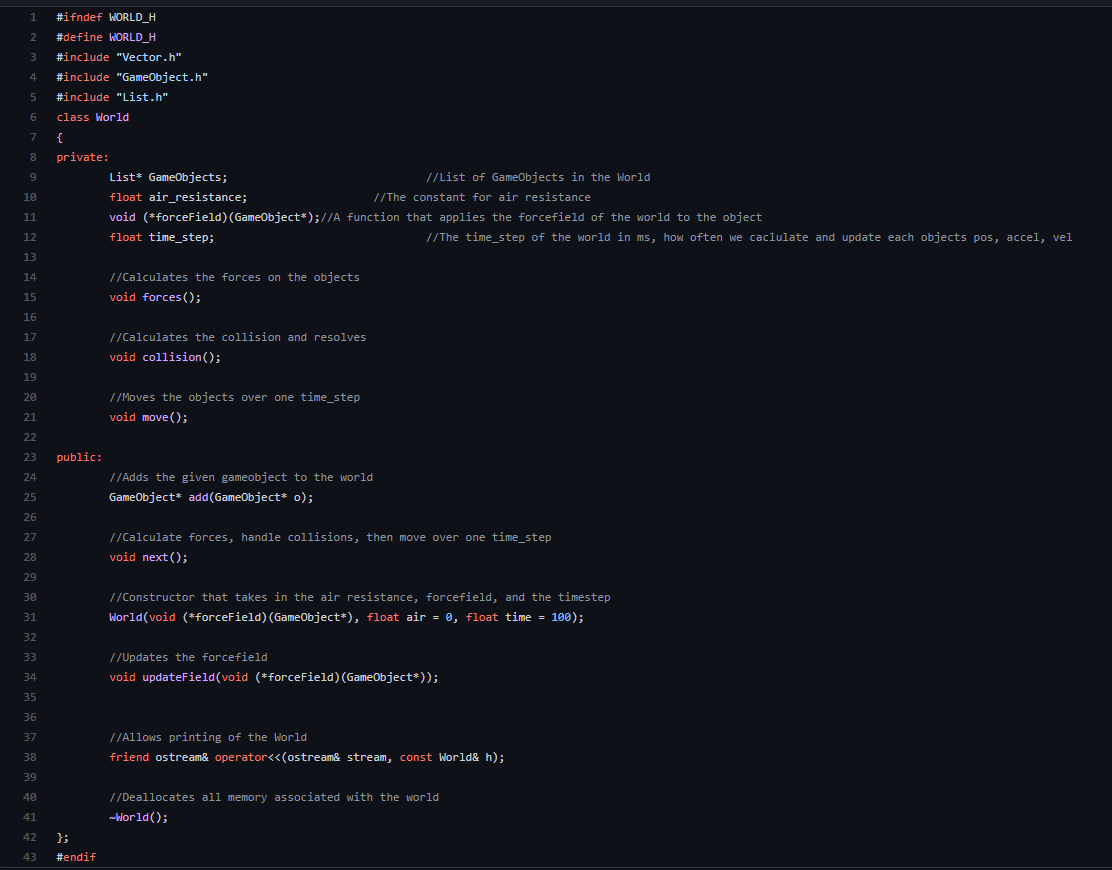 1 #ifndef WORLD_H
2 #define WORLD_H
3 #include "Vector.h"
4 #include "GameObject.h"
5 #include "List.h"
6 class World
7 {
8 private:
9 List* GameObjects; //List of GameObjects in the World
10 float air_resistance; //The constant for air resistance
11 void (*forceField)(GameObject*);//A function that applies the forcefield of the world to the object
12 float time_step; //The time_step of the world in ms, how often we caclulate and update each objects pos, accel, vel
13
14 //Calculates the forces on the objects
15 void forces();
16
17 //Calculates the collision and resolves
18 void collision();
19
20 //Moves the objects over one time_step
21 void move();
22
23 public:
24 //Adds the given gameobject to the world
25 GameObject* add(GameObject* o);
26
27 //Calculate forces, handle collisions, then move over one time_step
28 void next();
29
30 //Constructor that takes in the air resistance, forcefield, and the timestep
31 World(void (*forceField)(GameObject*), float air = 0, float time = 100);
32
33 //Updates the forcefield
34 void updateField(void (*forceField)(GameObject*));
35
36
37 //Allows printing of the World
38 friend ostream& operator<<(ostream& stream, const World& h);
39
40 //Deallocates all memory associated with the world
41 ~World();
42 };
43 #endif